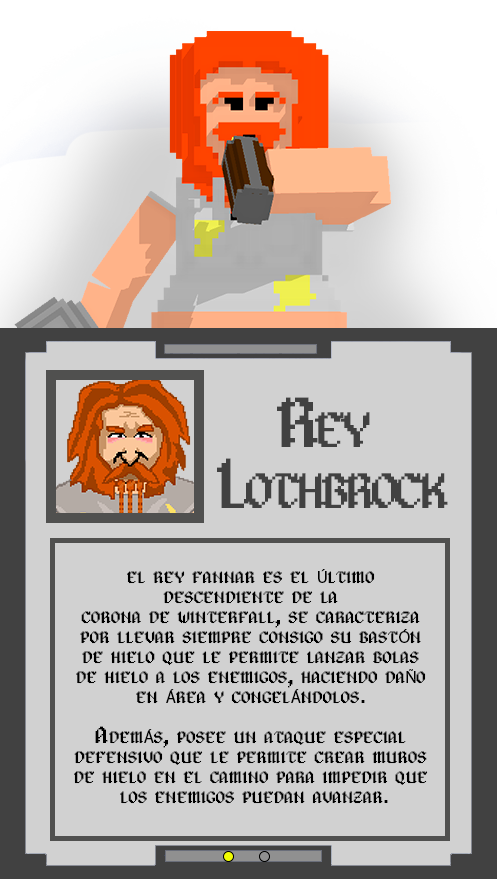 Rey
Lothbrock
el rey fannar es el último
descendiente de la
corona de winterfall, se caracteriza
por llevar siempre consigo su bastón
de hielo que le permite lanzar bolas
de hielo a los enemigos, haciendo daño
en área y congelándolos.
Además, posee un ataque especial
defensivo que le permite crear muros
de hielo en el camino para impedir que
los enemigos puedan avanzar.